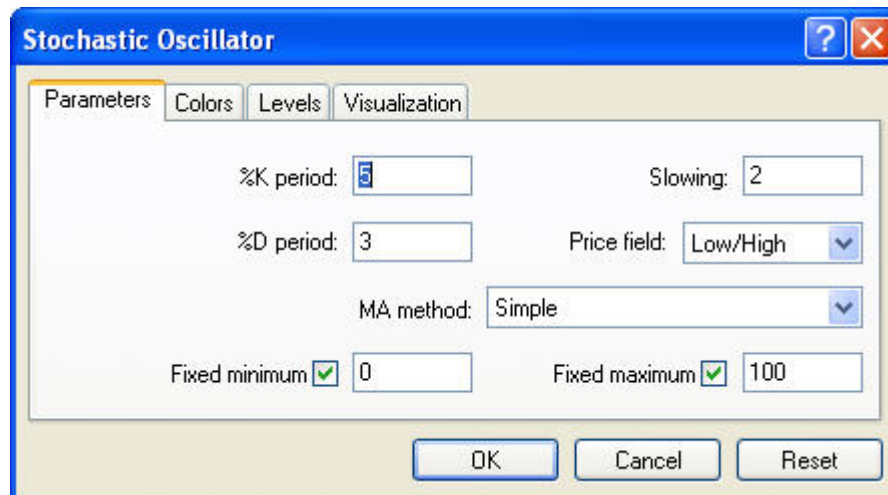 Stochastic Oscillator
Parameters Colors Levels Visualization
%K period: 5 Slowing: 2
%D period: 3 Price field: Low/High
MA method: Simple
Fixed minimum 0 Fixed maximum 100
OK Cancel Reset